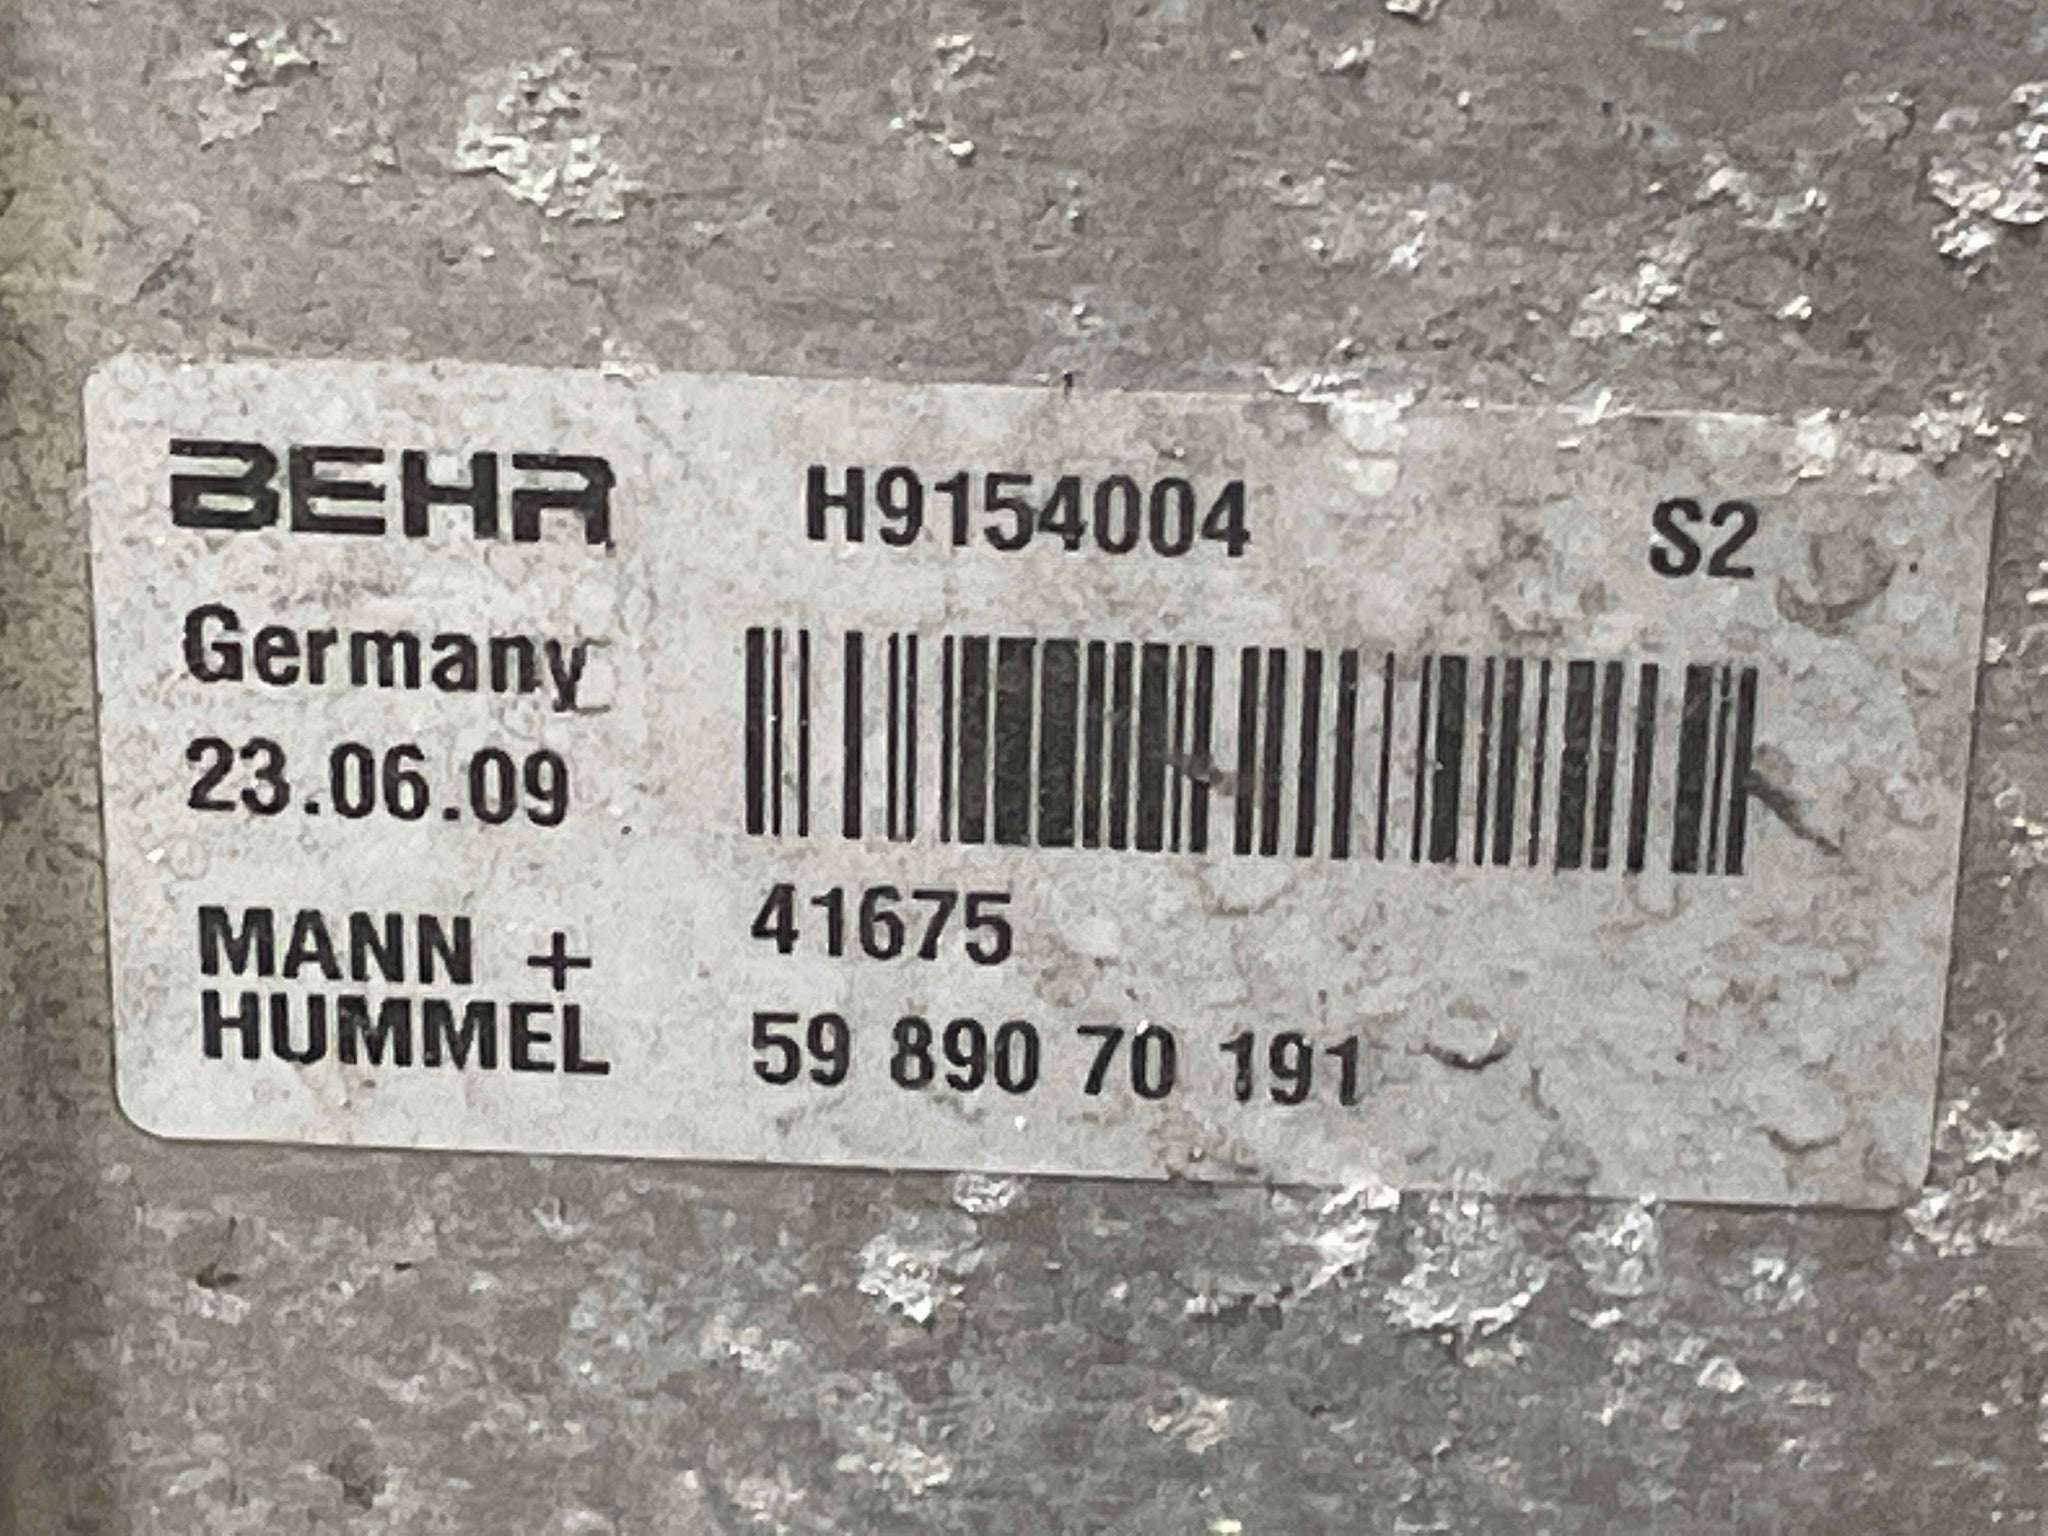 BEHR H9154004 S2
Germany
23.06.09
41675
MANN +
HUMMEL
59 890 70 191